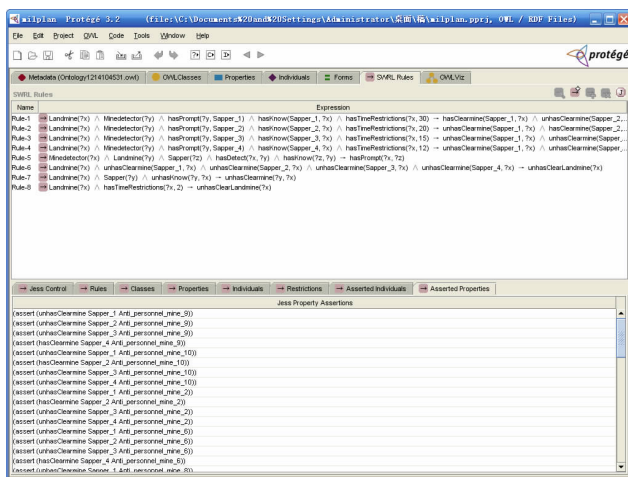 milplan Protégé 3.2 (file:\C:\Documents%20and%20Settings\Administrator\桌面\稿\milplan.pprj, OWL / RDF Files)
File Edit Project OWL Code Tools Window Help
protégé
Metadata (Ontology1214104531.owl) OWLClasses Properties Individuals Forms SWRL Rules OWLViz
SWRL Rules
Name Expression
Rule-1 Landmine(?x) ∧ Minedetector(?y) ∧ hasPrompt(?y, Sapper_1) ∧ hasKnow(Sapper_1, ?x) ∧ hasTimeRestrictions(?x, 30) → hasClearmine(Sapper_1, ?x) ∧ unhasClearmine(Sapper_2,...
Rule-2 Landmine(?x) ∧ Minedetector(?y) ∧ hasPrompt(?y, Sapper_2) ∧ hasKnow(Sapper_2, ?x) ∧ hasTimeRestrictions(?x, 20) → unhasClearmine(Sapper_1, ?x) ∧ hasClearmine(Sapper_2,...
Rule-3 Landmine(?x) ∧ Minedetector(?y) ∧ hasPrompt(?y, Sapper_3) ∧ hasKnow(Sapper_3, ?x) ∧ hasTimeRestrictions(?x, 15) → unhasClearmine(Sapper_1, ?x) ∧ unhasClearmine(Sapper_...
Rule-4 Landmine(?x) ∧ Minedetector(?y) ∧ hasPrompt(?y, Sapper_4) ∧ hasKnow(Sapper_4, ?x) ∧ hasTimeRestrictions(?x, 12) → unhasClearmine(Sapper_1, ?x) ∧ unhasClearmine(Sapper_...
Rule-5 Minedetector(?x) ∧ Landmine(?y) ∧ Sapper(?z) ∧ hasDetect(?x, ?y) ∧ hasKnow(?z, ?y) → hasPrompt(?x, ?z)
Rule-6 Landmine(?x) ∧ unhasClearmine(Sapper_1, ?x) ∧ unhasClearmine(Sapper_2, ?x) ∧ unhasClearmine(Sapper_3, ?x) ∧ unhasClearmine(Sapper_4, ?x) → unhasClearLandmine(?x)
Rule-7 Landmine(?x) ∧ Sapper(?y) ∧ unhasKnow(?y, ?x) → unhasClearmine(?y, ?x)
Rule-8 Landmine(?x) ∧ hasTimeRestrictions(?x, 2) → unhasClearLandmine(?x)
Jess Control Rules Classes Properties Individuals Restrictions Asserted Individuals Asserted Properties
Jess Property Assertions
(assert (unhasClearmine Sapper_1 Anti_personnel_mine_9))
(assert (unhasClearmine Sapper_2 Anti_personnel_mine_9))
(assert (unhasClearmine Sapper_3 Anti_personnel_mine_9))
(assert (hasClearmine Sapper_4 Anti_personnel_mine_9))
(assert (unhasClearmine Sapper_1 Anti_personnel_mine_10))
(assert (hasClearmine Sapper_2 Anti_personnel_mine_10))
(assert (unhasClearmine Sapper_3 Anti_personnel_mine_10))
(assert (unhasClearmine Sapper_4 Anti_personnel_mine_10))
(assert (unhasClearmine Sapper_1 Anti_personnel_mine_2))
(assert (hasClearmine Sapper_2 Anti_personnel_mine_2))
(assert (unhasClearmine Sapper_3 Anti_personnel_mine_2))
(assert (unhasClearmine Sapper_4 Anti_personnel_mine_2))
(assert (unhasClearmine Sapper_1 Anti_personnel_mine_6))
(assert (unhasClearmine Sapper_2 Anti_personnel_mine_6))
(assert (unhasClearmine Sapper_3 Anti_personnel_mine_6))
(assert (hasClearmine Sapper_4 Anti_personnel_mine_6))
(assert (unhasClearmine Sapper_1 Anti_personnel_mine_8))